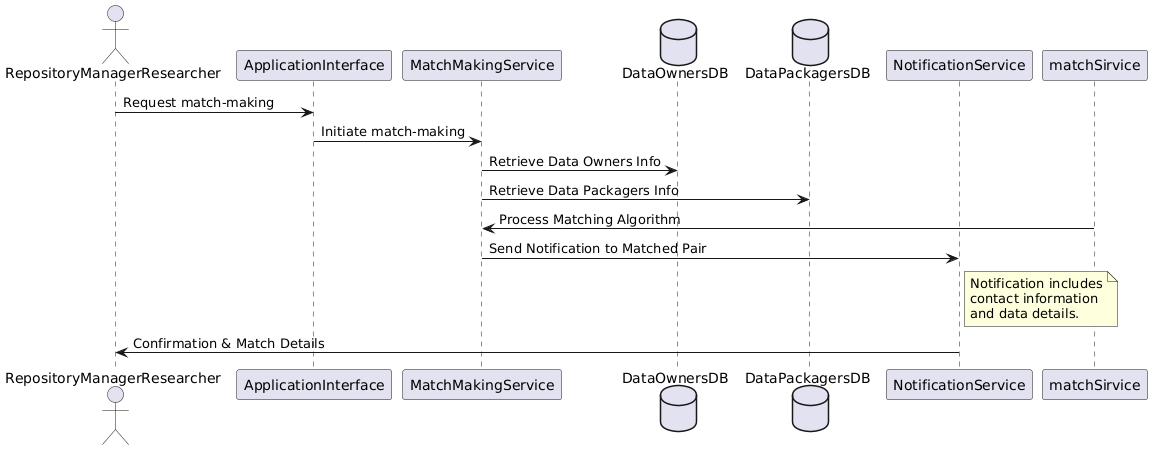 RepositoryManagerResearcher
ApplicationInterface
MatchMakingService
DataOwnersDB
DataPackagersDB
NotificationService
matchSirvice
Request match-making
Initiate match-making
Retrieve Data Owners Info
Retrieve Data Packagers Info
Process Matching Algorithm
Send Notification to Matched Pair
Notification includes
contact information
and data details.
Confirmation & Match Details
RepositoryManagerResearcher
ApplicationInterface
MatchMakingService
DataOwnersDB
DataPackagersDB
NotificationService
matchSirvice